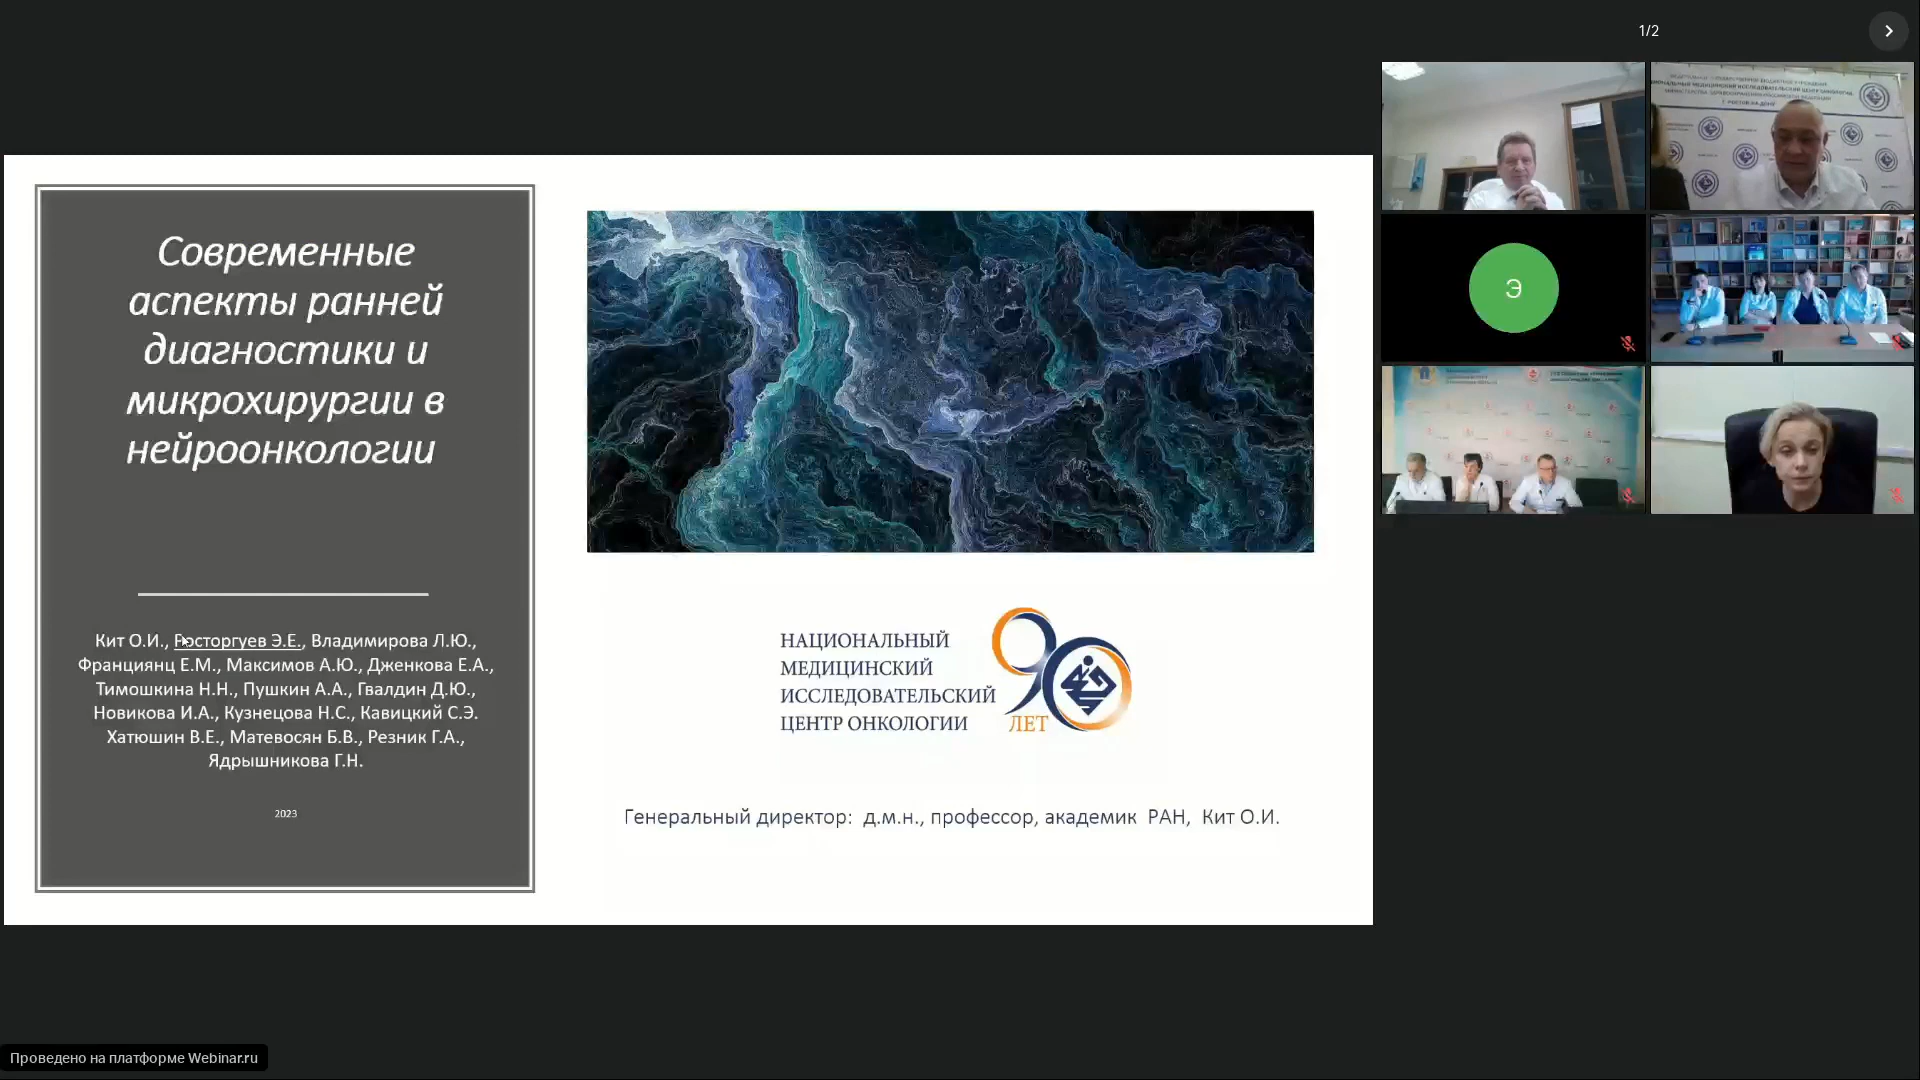 1/2
Современные
аспекты ранней
диагностики и
микрохирургии в
нейроонкологии
Кит О.И., Росторгуев Э.Е., Владимирова Л.Ю.,
Франциянц Е.М., Максимов А.Ю., Дженкова Е.А.,
Тимошкина Н.Н., Пушкин А.А., Гвалдин Д.Ю.,
Новикова И.А., Кузнецова Н.С., Кавицкий С.Э.
Хатюшин В.Е., Матевосян Б.В., Резник Г.А.,
Ядрышникова Г.Н.
2023
НАЦИОНАЛЬНЫЙ
МЕДИЦИНСКИЙ
ИССЛЕДОВАТЕЛЬСКИЙ
ЦЕНТР ОНКОЛОГИИ
90
ЛЕТ
Генеральный директор: д.м.н., профессор, академик РАН, Кит О.И.
Э
Проведено на платформе Webinar.ru